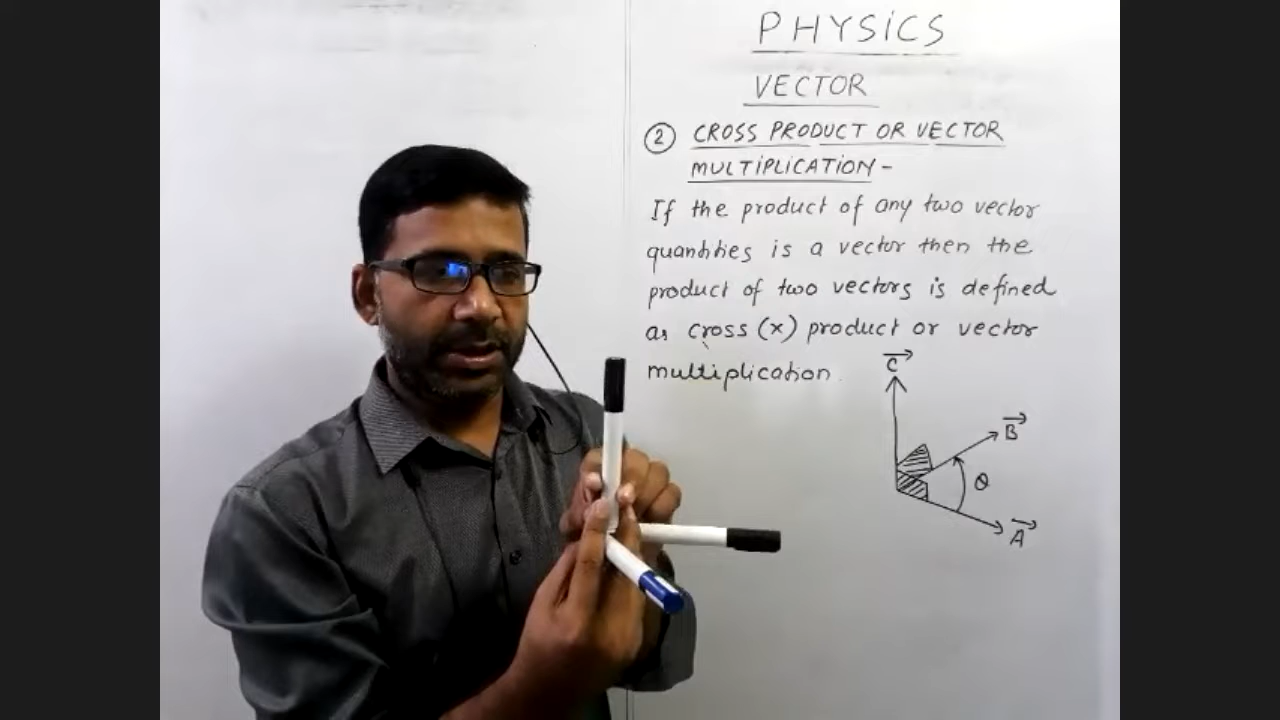 PHYSICS
VECTOR
② CROSS PRODUCT OR VECTOR
MULTIPLICATION -
If the product of any two vector
quantities is a vector then the
product of two vectors is defined
as cross (x) product or vector
multiplication.
C
B
θ
A